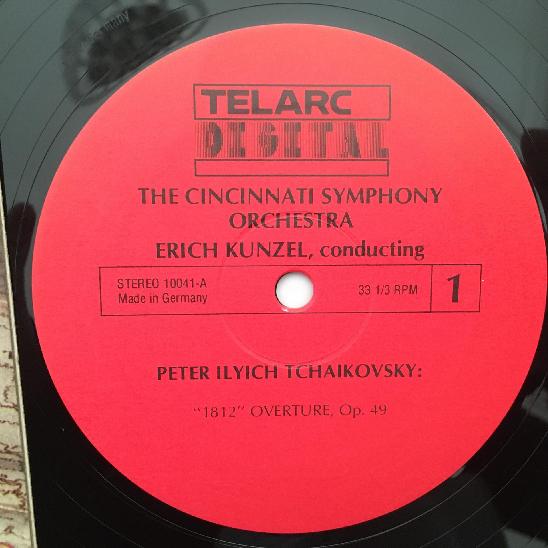 TELARC
DIGITAL
THE CINCINNATI SYMPHONY
ORCHESTRA
ERICH KUNZEL, conducting
STEREO 10041-A
Made in Germany
33 1/3 RPM
1
PETER ILYICH TCHAIKOVSKY:
"1812" OVERTURE, Op. 49